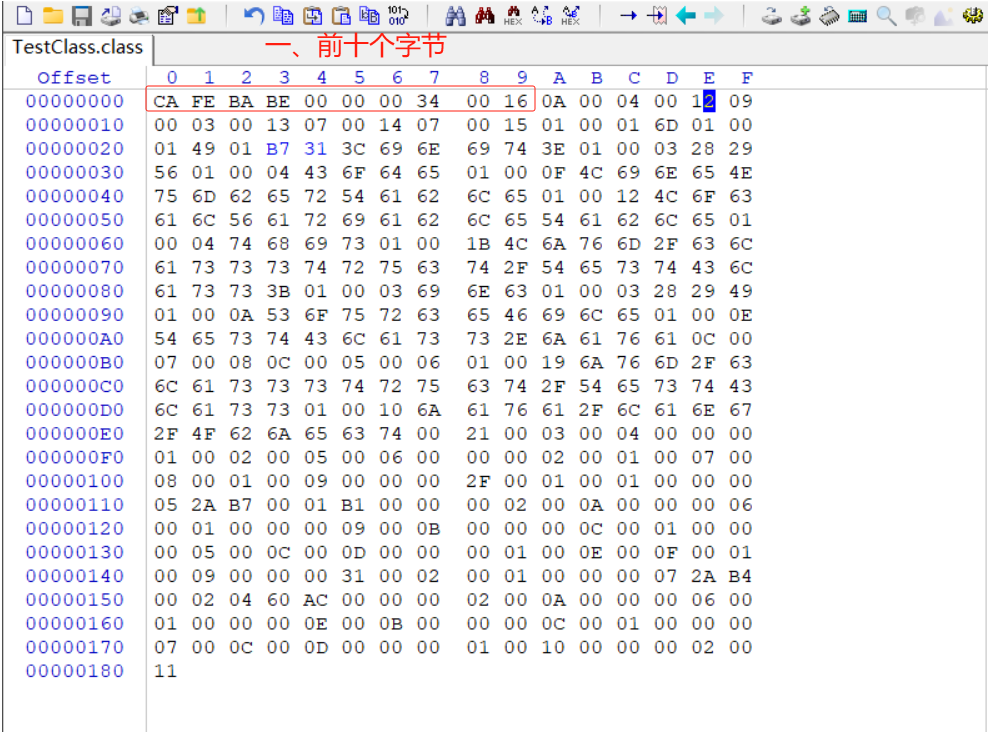 TestClass.class
一、前十个字节
Offset 0 1 2 3 4 5 6 7 8 9 A B C D E F
00000000 CA FE BA BE 00 00 00 34 00 16 0A 00 04 00 12 09
00000010 00 03 00 13 07 00 14 07 00 15 01 00 01 6D 01 00
00000020 01 49 01 B7 31 3C 69 6E 69 74 3E 01 00 03 28 29
00000030 56 01 00 04 43 6F 64 65 01 00 0F 4C 69 6E 65 4E
00000040 75 6D 62 65 72 54 61 62 6C 65 01 00 12 4C 6F 63
00000050 61 6C 56 61 72 69 61 62 6C 65 54 61 62 6C 65 01
00000060 00 04 74 68 69 73 01 00 1B 4C 6A 76 6D 2F 63 6C
00000070 61 73 73 73 74 72 75 63 74 2F 54 65 73 74 43 6C
00000080 61 73 73 3B 01 00 03 69 6E 63 01 00 03 28 29 49
00000090 01 00 0A 53 6F 75 72 63 65 46 69 6C 65 01 00 0E
000000A0 54 65 73 74 43 6C 61 73 73 2E 6A 61 76 61 0C 00
000000B0 07 00 08 0C 00 05 00 06 01 00 19 6A 76 6D 2F 63
000000C0 6C 61 73 73 73 74 72 75 63 74 2F 54 65 73 74 43
000000D0 6C 61 73 73 01 00 10 6A 61 76 61 2F 6C 61 6E 67
000000E0 2F 4F 62 6A 65 63 74 00 21 00 03 00 04 00 00 00
000000F0 01 00 02 00 05 00 06 00 00 00 02 00 01 00 07 00
00000100 08 00 01 00 09 00 00 00 2F 00 01 00 01 00 00 00
00000110 05 2A B7 00 01 B1 00 00 00 02 00 0A 00 00 00 06
00000120 00 01 00 00 00 09 00 0B 00 00 00 0C 00 01 00 00
00000130 00 05 00 0C 00 0D 00 00 00 01 00 0E 00 0F 00 01
00000140 00 09 00 00 00 31 00 02 00 01 00 00 00 07 2A B4
00000150 00 02 04 60 AC 00 00 00 02 00 0A 00 00 00 06 00
00000160 01 00 00 00 0E 00 0B 00 00 00 0C 00 01 00 00 00
00000170 07 00 0C 00 0D 00 00 00 01 00 10 00 00 00 02 00
00000180 11